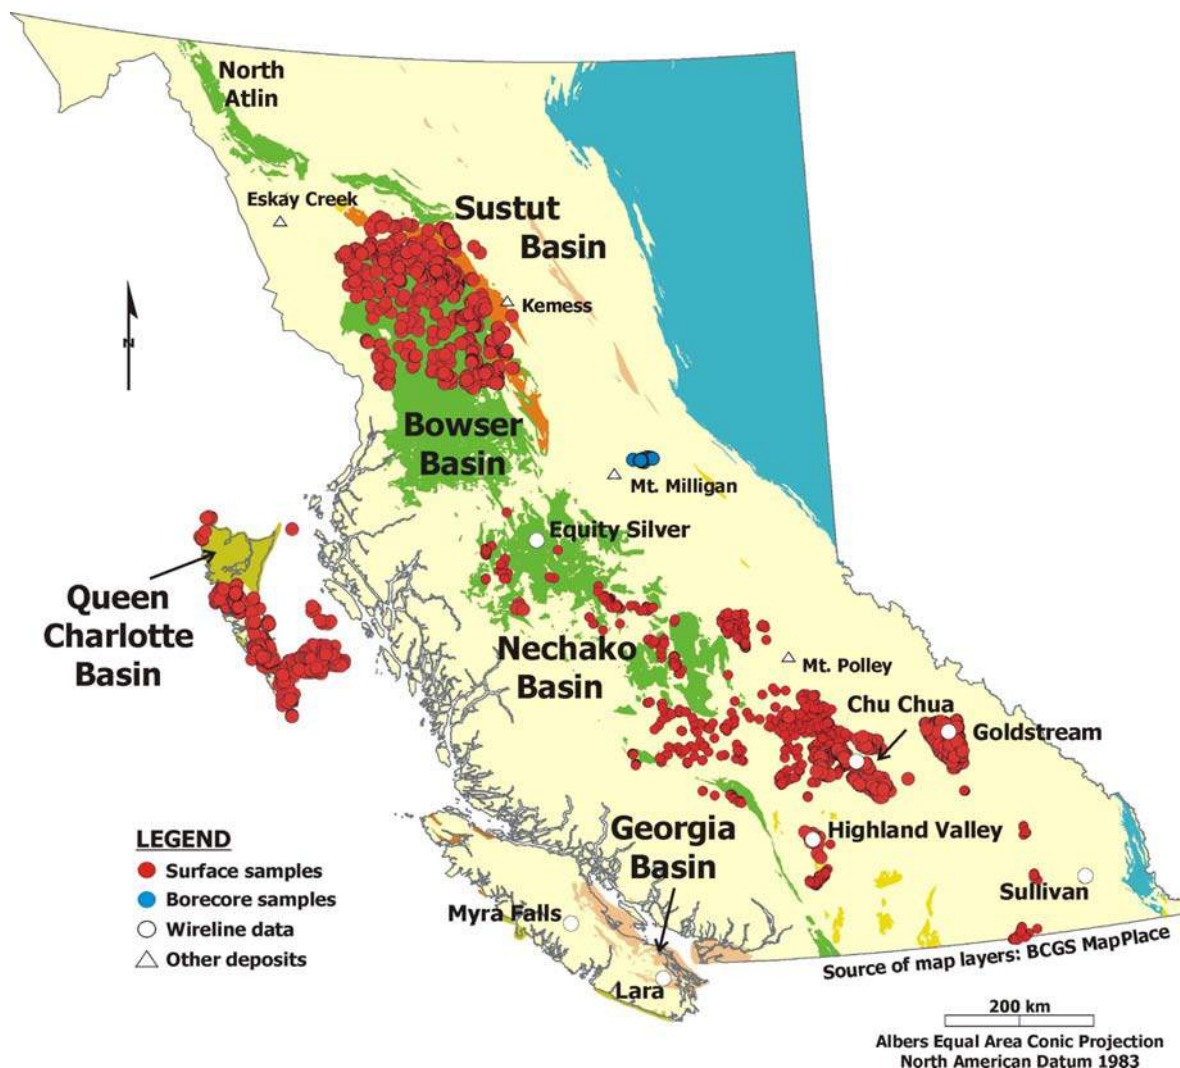 North
Atlin
Eskay Creek
Sustut
Basin
Kemess
N
Bowser
Basin
Mt. Milligan
Equity Silver
Queen
Charlotte
Basin
Nechako
Basin
Mt. Polley
Chu Chua
Goldstream
Georgia
Basin
Highland Valley
LEGEND
Surface samples
Borecore samples
Wireline data
Other deposits
Myra Falls
Sullivan
Lara
Source of map layers: BCGS MapPlace
200 km
Albers Equal Area Conic Projection
North American Datum 1983